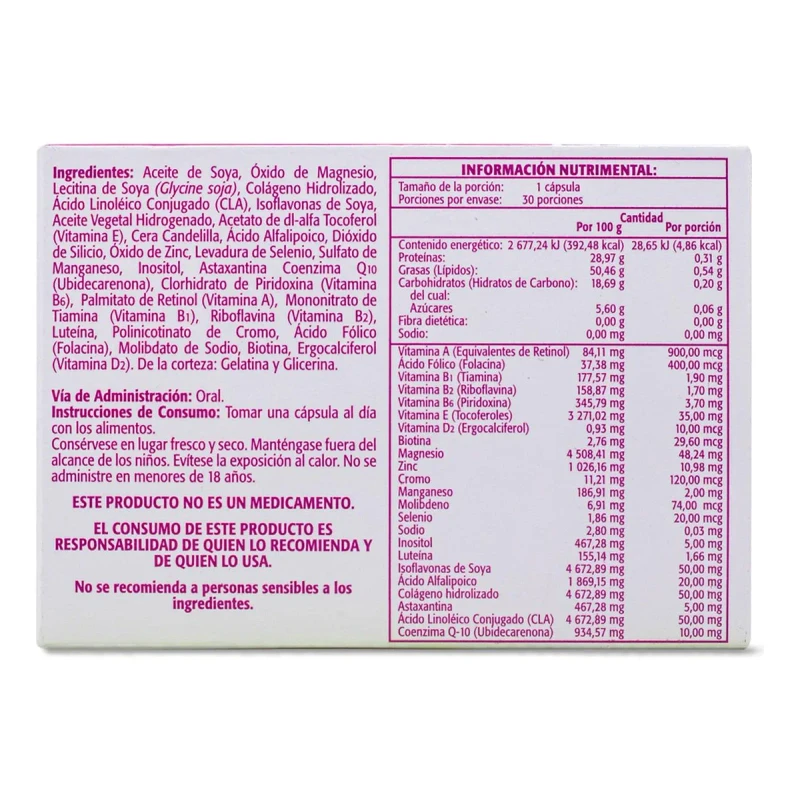 Ingredientes: Aceite de Soya, Óxido de Magnesio,
Lecitina de Soya (Glycine soja), Colágeno Hidrolizado,
Ácido Linoléico Conjugado (CLA), Isoflavonas de Soya,
Aceite Vegetal Hidrogenado, Acetato de dl-alfa Tocoferol
(Vitamina E), Cera Candelilla, Ácido Alfalipoico, Dióxido
de Silicio, Óxido de Zinc, Levadura de Selenio, Sulfato de
Manganeso, Inositol, Astaxantina Coenzima Q10
(Ubidecarenona), Clorhidrato de Piridoxina (Vitamina
B6), Palmitato de Retinol (Vitamina A), Mononitrato de
Tiamina (Vitamina B1), Riboflavina (Vitamina B2),
Luteína, Polinicotinato de Cromo, Ácido Fólico
(Folacina), Molibdato de Sodio, Biotina, Ergocalciferol
(Vitamina D2). De la corteza: Gelatina y Glicerina.
Vía de Administración: Oral.
Instrucciones de Consumo: Tomar una cápsula al día
con los alimentos.
Consérvese en lugar fresco y seco. Manténgase fuera del
alcance de los niños. Evítese la exposición al calor. No se
administre en menores de 18 años.
ESTE PRODUCTO NO ES UN MEDICAMENTO.
EL CONSUMO DE ESTE PRODUCTO ES
RESPONSABILIDAD DE QUIEN LO RECOMIENDA Y
DE QUIEN LO USA.
No se recomienda a personas sensibles a los
ingredientes.
INFORMACIÓN NUTRIMENTAL:
Tamaño de la porción: 1 cápsula
Porciones por envase: 30 porciones
Cantidad
Por 100 g Por porción
Contenido energético: 2 677,24 kJ (392,48 kcal) 28,65 kJ (4,86 kcal)
Proteínas: 28,97 g 0,31 g
Grasas (Lípidos): 50,46 g 0,54 g
Carbohidratos (Hidratos de Carbono): 18,69 g 0,20 g
del cual:
Azúcares 5,60 g 0,06 g
Fibra dietética: 0,00 g 0,00 g
Sodio: 0,00 mg 0,00 mg
Vitamina A (Equivalentes de Retinol) 84,11 mg 900,00 mcg
Ácido Fólico (Folacina) 37,38 mg 400,00 mcg
Vitamina B1 (Tiamina) 177,57 mg 1,90 mg
Vitamina B2 (Riboflavina) 158,87 mg 1,70 mg
Vitamina B6 (Piridoxina) 345,79 mg 3,70 mg
Vitamina E (Tocoferoles) 3 271,02 mg 35,00 mg
Vitamina D2 (Ergocalciferol) 0,93 mg 10,00 mcg
Biotina 2,76 mg 29,60 mcg
Magnesio 4 508,41 mg 48,24 mg
Zinc 1 026,16 mg 10,98 mg
Cromo 11,21 mg 120,00 mcg
Manganeso 186,91 mg 2,00 mg
Molibdeno 6,91 mg 74,00 mcg
Selenio 1,86 mg 20,00 mcg
Sodio 2,80 mg 0,03 mg
Inositol 467,28 mg 5,00 mg
Luteína 155,14 mg 1,66 mg
Isoflavonas de Soya 4 672,89 mg 50,00 mg
Ácido Alfalipoico 1 869,15 mg 20,00 mg
Colágeno hidrolizado 4 672,89 mg 50,00 mg
Astaxantina 467,28 mg 5,00 mg
Ácido Linoléico Conjugado (CLA) 4 672,89 mg 50,00 mg
Coenzima Q-10 (Ubidecarenona) 934,57 mg 10,00 mg